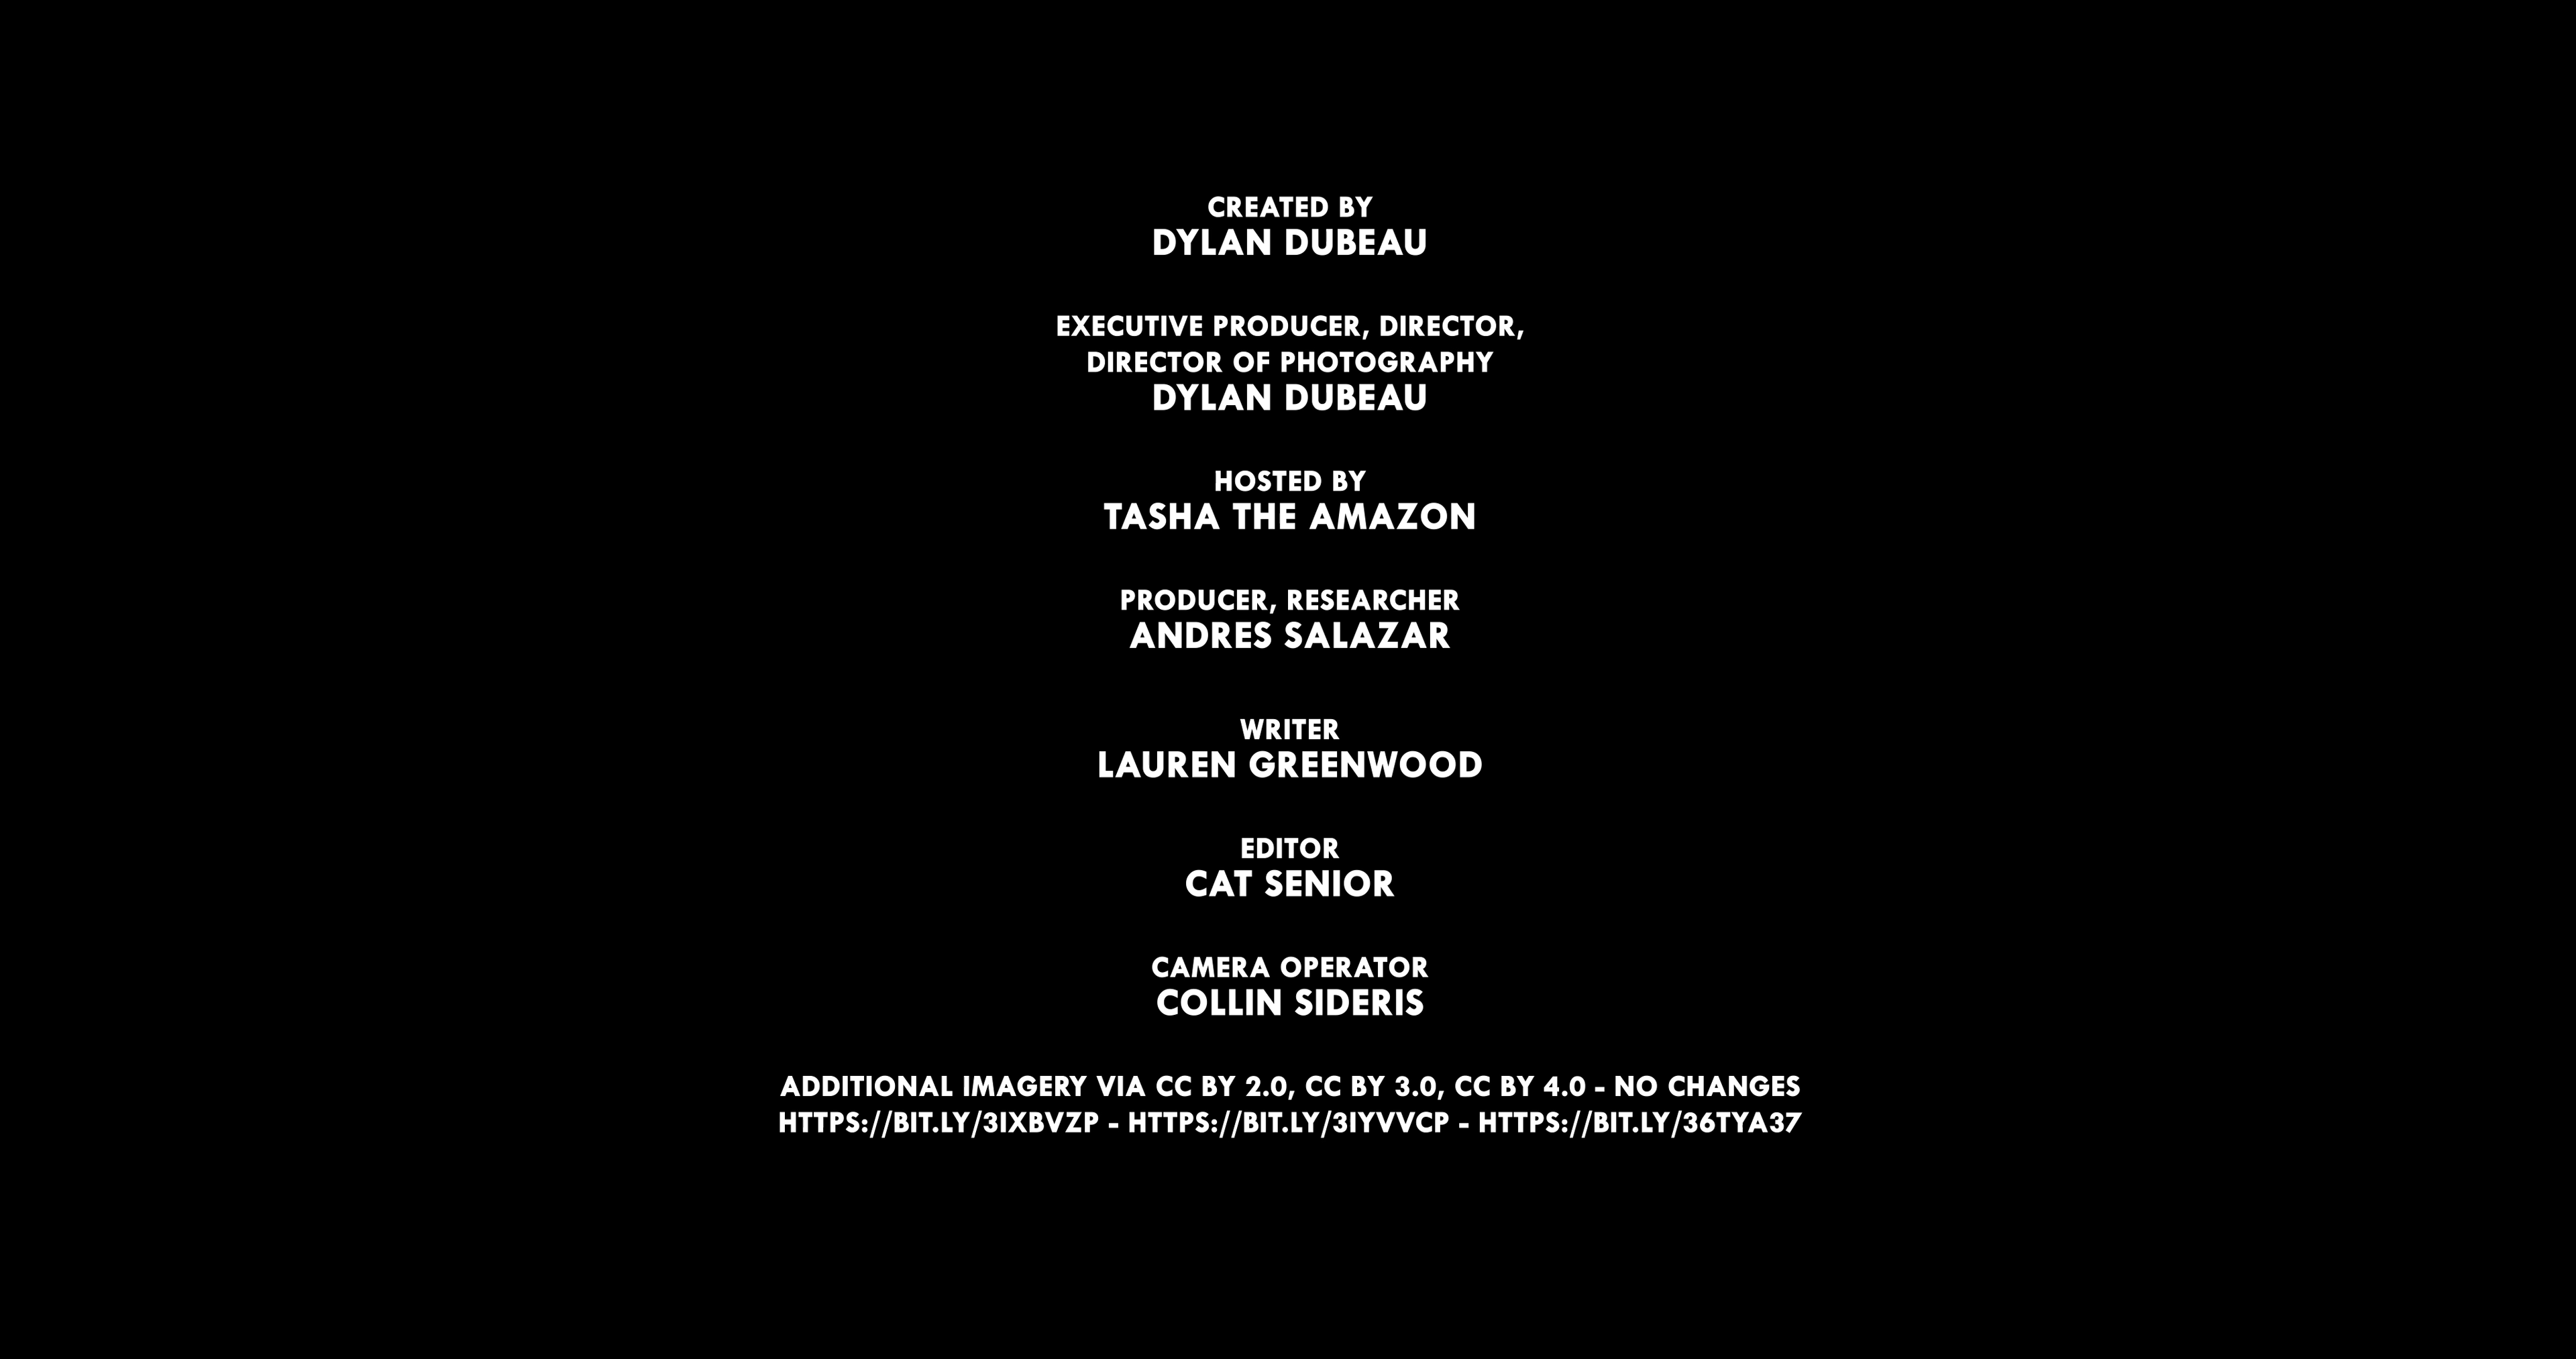 CREATED BY
DYLAN DUBEAU
EXECUTIVE PRODUCER, DIRECTOR,
DIRECTOR OF PHOTOGRAPHY
DYLAN DUBEAU
HOSTED BY
TASHA THE AMAZON
PRODUCER, RESEARCHER
ANDRES SALAZAR
WRITER
LAUREN GREENWOOD
EDITOR
CAT SENIOR
CAMERA OPERATOR
COLLIN SIDERIS
ADDITIONAL IMAGERY VIA CC BY 2.0, CC BY 3.0, CC BY 4.0 - NO CHANGES
HTTPS://BIT.LY/3IXBVZP - HTTPS://BIT.LY/3IYVVCP - HTTPS://BIT.LY/36TYA37